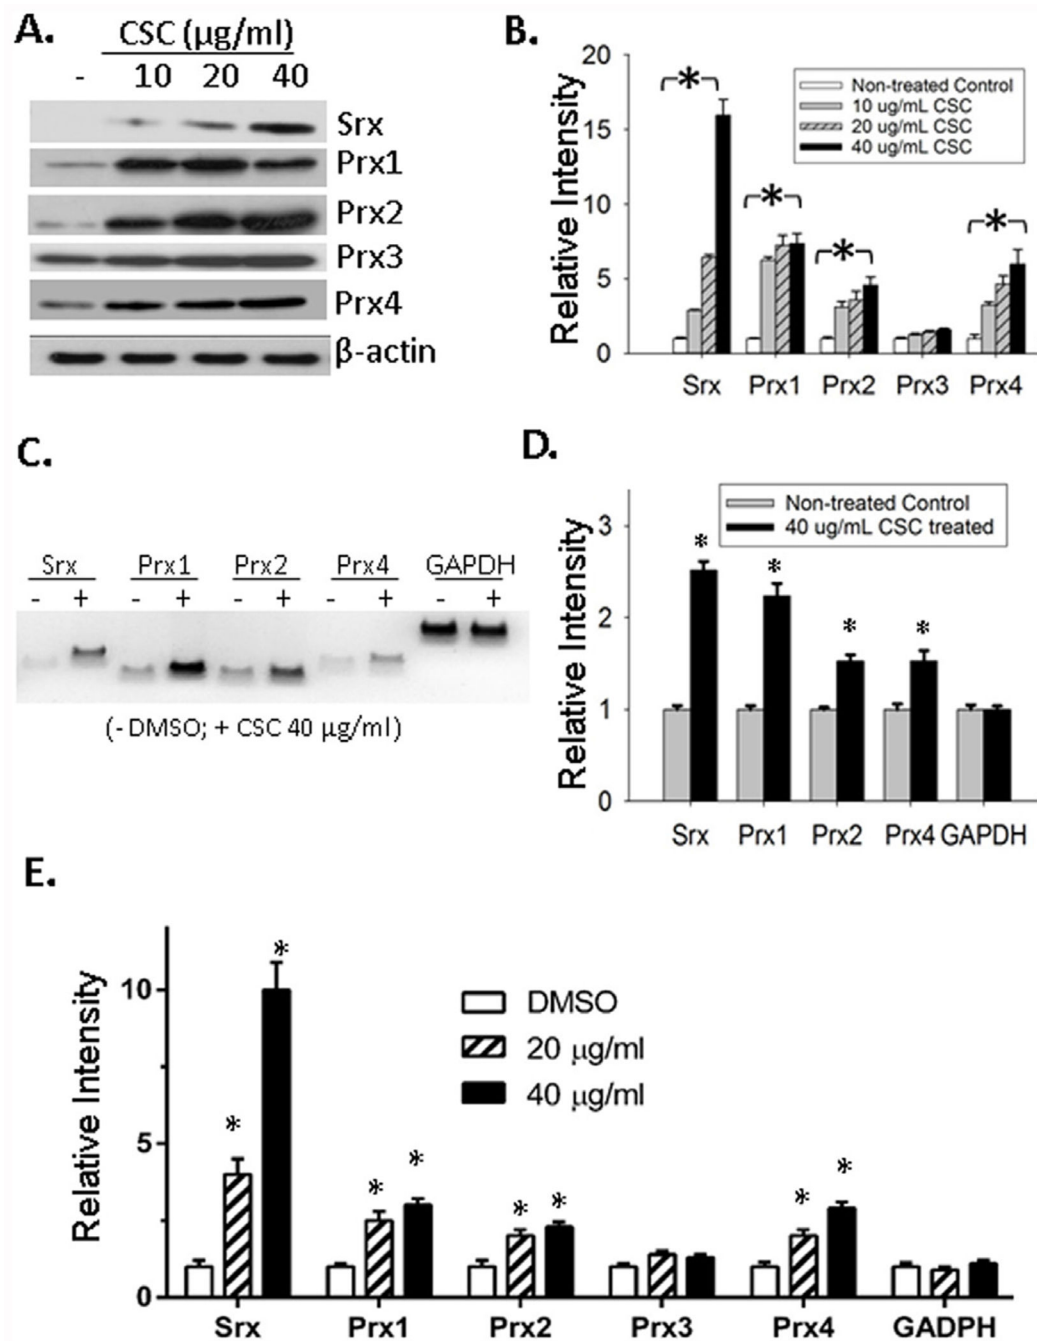 A.
CSC (μg/ml)
- 10 20 40
Srx
Prx1
Prx2
Prx3
Prx4
β-actin
B.
Relative Intensity
20
15
10
5
0
Non-treated Control
10 ug/mL CSC
20 ug/mL CSC
40 ug/mL CSC
* * * *
Srx Prx1 Prx2 Prx3 Prx4
C.
Srx Prx1 Prx2 Prx4 GAPDH
- + - + - + - + - +
(- DMSO; + CSC 40 μg/ml)
D.
Relative Intensity
3
2
1
0
Non-treated Control
40 ug/mL CSC treated
* * * *
Srx Prx1 Prx2 Prx4 GAPDH
E.
Relative Intensity
10
5
0
DMSO
20 μg/ml
40 μg/ml
* * * * * * * *
Srx Prx1 Prx2 Prx3 Prx4 GADPH